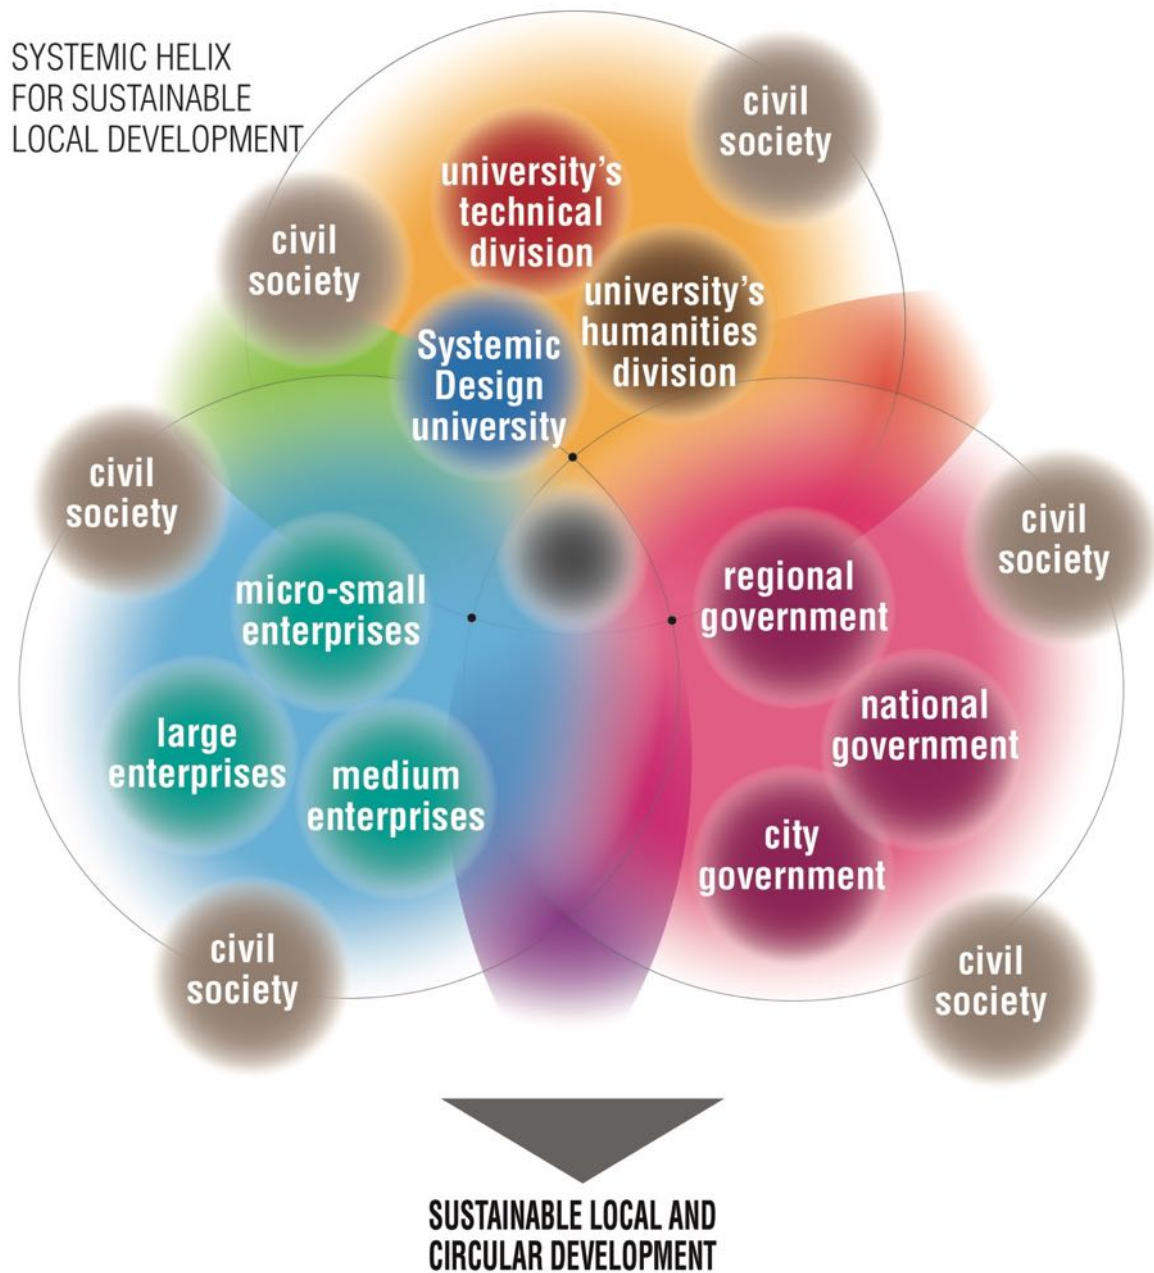 SYSTEMIC HELIX
FOR SUSTAINABLE
LOCAL DEVELOPMENT
civil
society
university's
technical
division
civil
society
university's
humanities
division
Systemic
Design
university
civil
society
civil
society
micro-small
enterprises
regional
government
large
enterprises
national
government
medium
enterprises
city
government
civil
society
civil
society
SUSTAINABLE LOCAL AND
CIRCULAR DEVELOPMENT